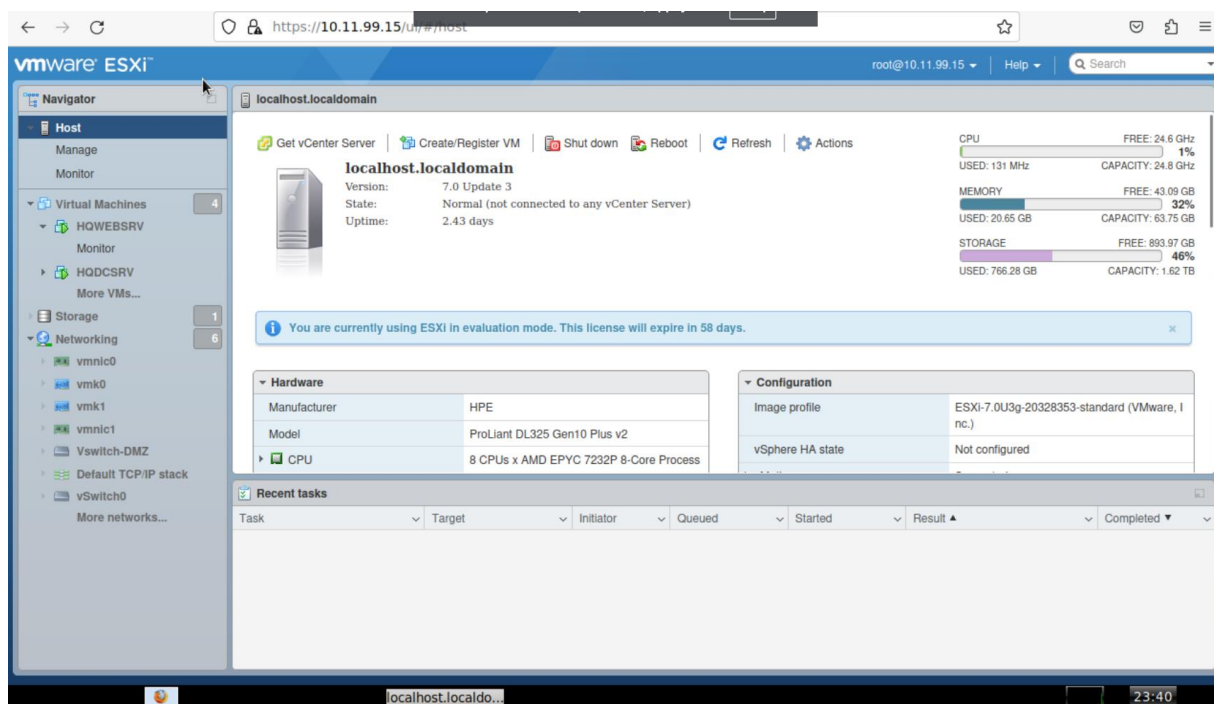 https://10.11.99.15/ui/#/host
vmware ESXi™
root@10.11.99.15
Help
Search
Navigator
localhost.localdomain
Host
Manage
Monitor
Virtual Machines
4
HQWEBSRV
Monitor
HQDCSRV
More VMs...
Storage
1
Networking
6
vmnic0
vmk0
vmk1
vmnic1
Vswitch-DMZ
Default TCP/IP stack
vSwitch0
More networks...
Get vCenter Server
Create/Register VM
Shut down
Reboot
Refresh
Actions
localhost.localdomain
Version: 7.0 Update 3
State: Normal (not connected to any vCenter Server)
Uptime: 2.43 days
CPU FREE: 24.6 GHz
1%
USED: 131 MHz CAPACITY: 24.8 GHz
MEMORY FREE: 43.09 GB
32%
USED: 20.65 GB CAPACITY: 63.75 GB
STORAGE FREE: 893.97 GB
46%
USED: 766.28 GB CAPACITY: 1.62 TB
You are currently using ESXi in evaluation mode. This license will expire in 58 days.
Hardware
Manufacturer HPE
Model ProLiant DL325 Gen10 Plus v2
CPU 8 CPUs x AMD EPYC 7232P 8-Core Process
Configuration
Image profile ESXi-7.0U3g-20328353-standard (VMware, I
nc.)
vSphere HA state Not configured
Recent tasks
Task Target Initiator Queued Started Result Completed
localhost.localdo...
23:40